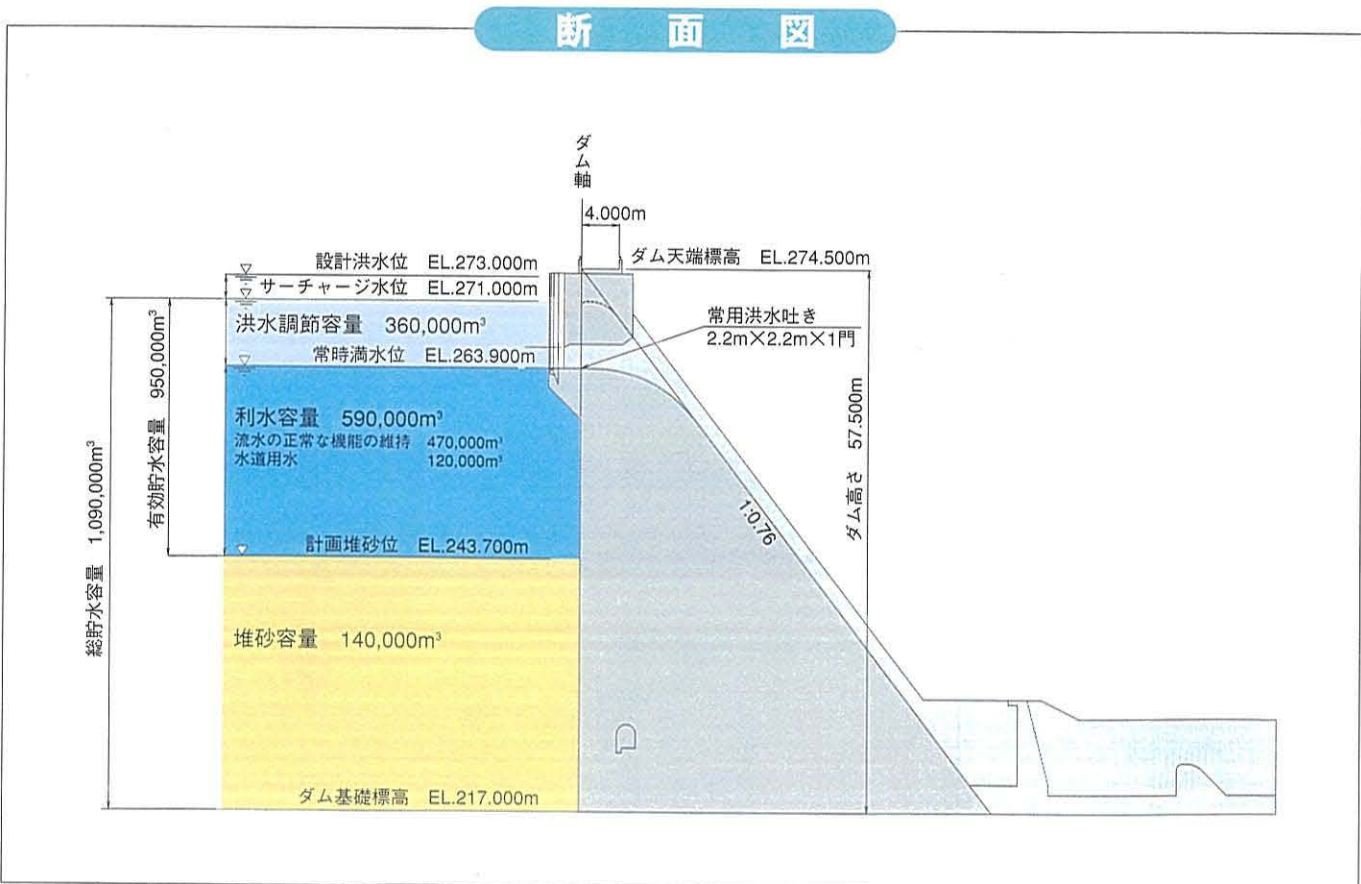 断面図
ダム軸
4.000m
設計洪水位 EL.273.000m
ダム天端標高 EL.274.500m
サーチャージ水位 EL.271.000m
洪水調節容量 360,000m³
常用洪水吐き
2.2m×2.2m×1門
常時満水位 EL.263.900m
利水容量 590,000m³
流水の正常な機能の維持 470,000m³
水道用水 120,000m³
有効貯水容量 950,000m³
総貯水容量 1,090,000m³
ダム高さ 57.500m
1:0.76
計画堆砂位 EL.243.700m
堆砂容量 140,000m³
ダム基礎標高 EL.217.000m